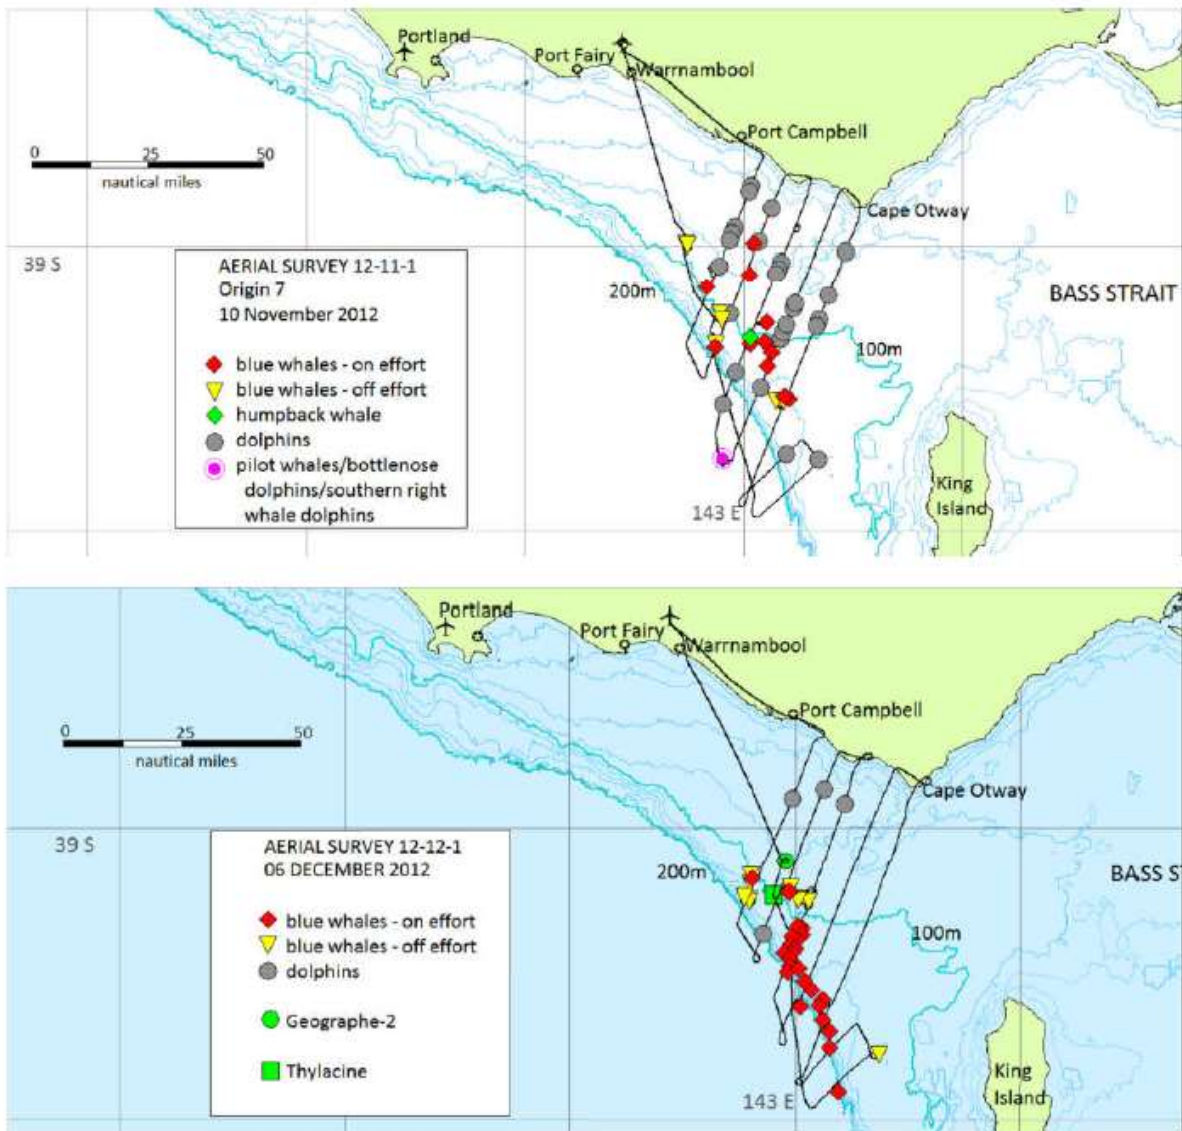 Portland
Port Fairy
Warrnambool
Port Campbell
Cape Otway
0 25 50
nautical miles
39 S
AERIAL SURVEY 12-11-1
Origin 7
10 November 2012
blue whales - on effort
blue whales - off effort
humpback whale
dolphins
pilot whales/bottlenose
dolphins/southern right
whale dolphins
200m
BASS STRAIT
100m
King
Island
143 E
Portland
Port Fairy
Warrnambool
Port Campbell
0 25 50
nautical miles
Cape Otway
39 S
AERIAL SURVEY 12-12-1
06 DECEMBER 2012
blue whales - on effort
blue whales - off effort
dolphins
Geographe-2
Thylacine
200m
BASS S
100m
King
Island
143 E